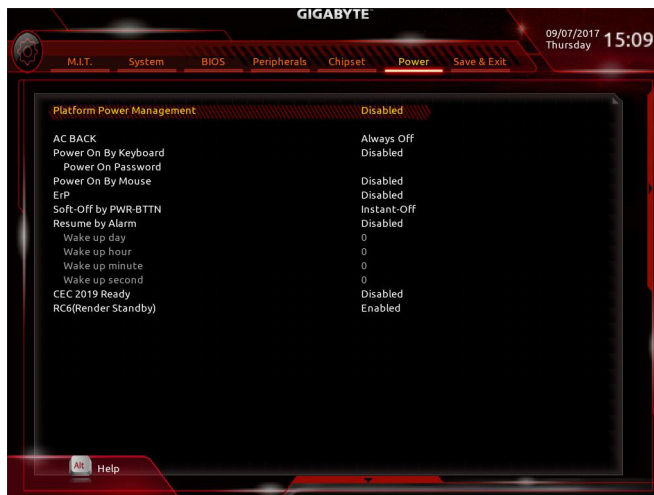 GIGABYTE™
09/07/2017 15:09
Thursday
M.I.T. System BIOS Peripherals Chipset Power Save & Exit
Platform Power Management Disabled
AC BACK Always Off
Power On By Keyboard Disabled
Power On Password
Power On By Mouse Disabled
ErP Disabled
Soft-Off by PWR-BTTN Instant-Off
Resume by Alarm Disabled
Wake up day 0
Wake up hour 0
Wake up minute 0
Wake up second 0
CEC 2019 Ready Disabled
RC6(Render Standby) Enabled
Alt Help